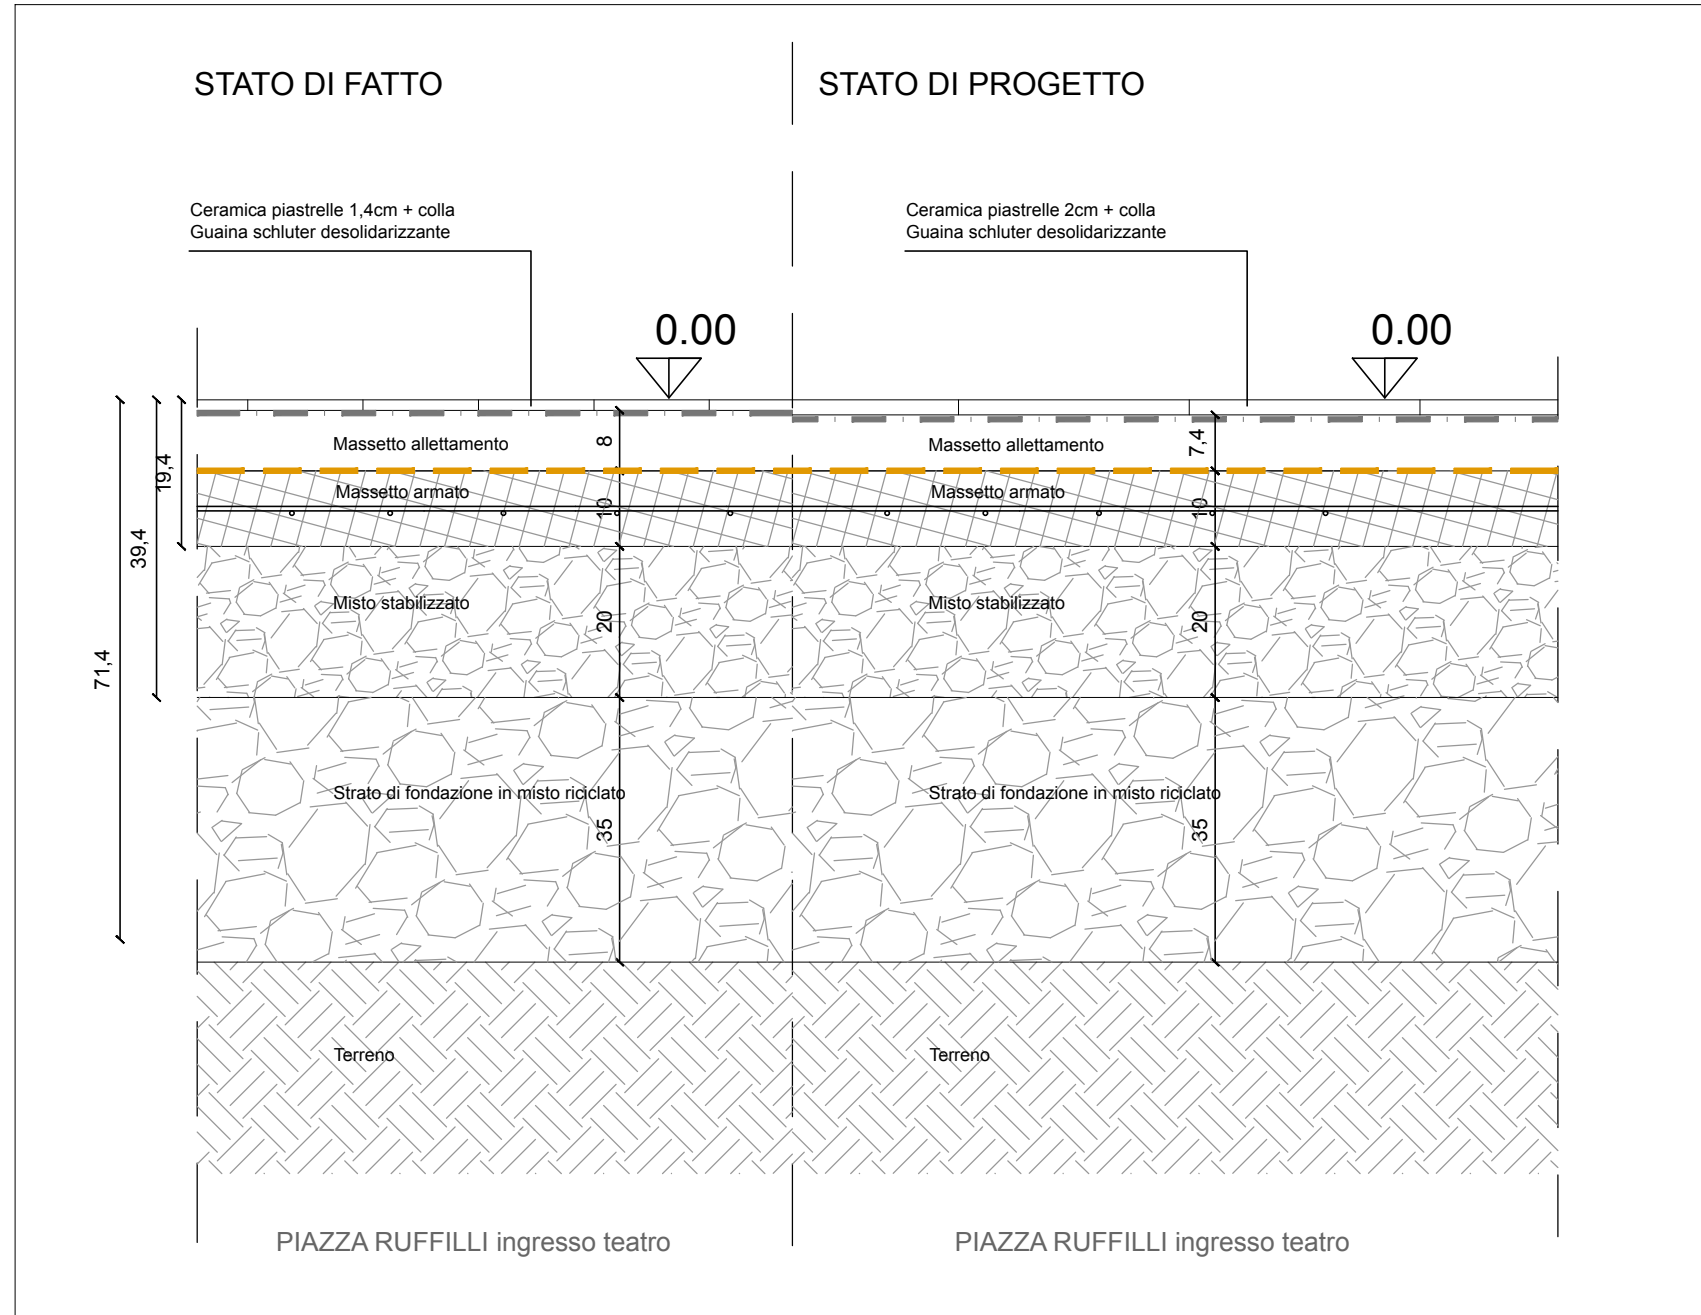 STATO DI FATTO
STATO DI PROGETTO
Ceramica piastrelle 1,4cm + colla
Guaina schluter desolidarizzante
Ceramica piastrelle 2cm + colla
Guaina schluter desolidarizzante
0.00
0.00
Massetto allettamento
8
Massetto allettamento
7,4
19,4
Massetto armato
10
Massetto armato
10
39,4
Misto stabilizzato
20
Misto stabilizzato
20
71,4
Strato di fondazione in misto riciclato
35
Strato di fondazione in misto riciclato
35
Terreno
Terreno
PIAZZA RUFFILLI ingresso teatro
PIAZZA RUFFILLI ingresso teatro